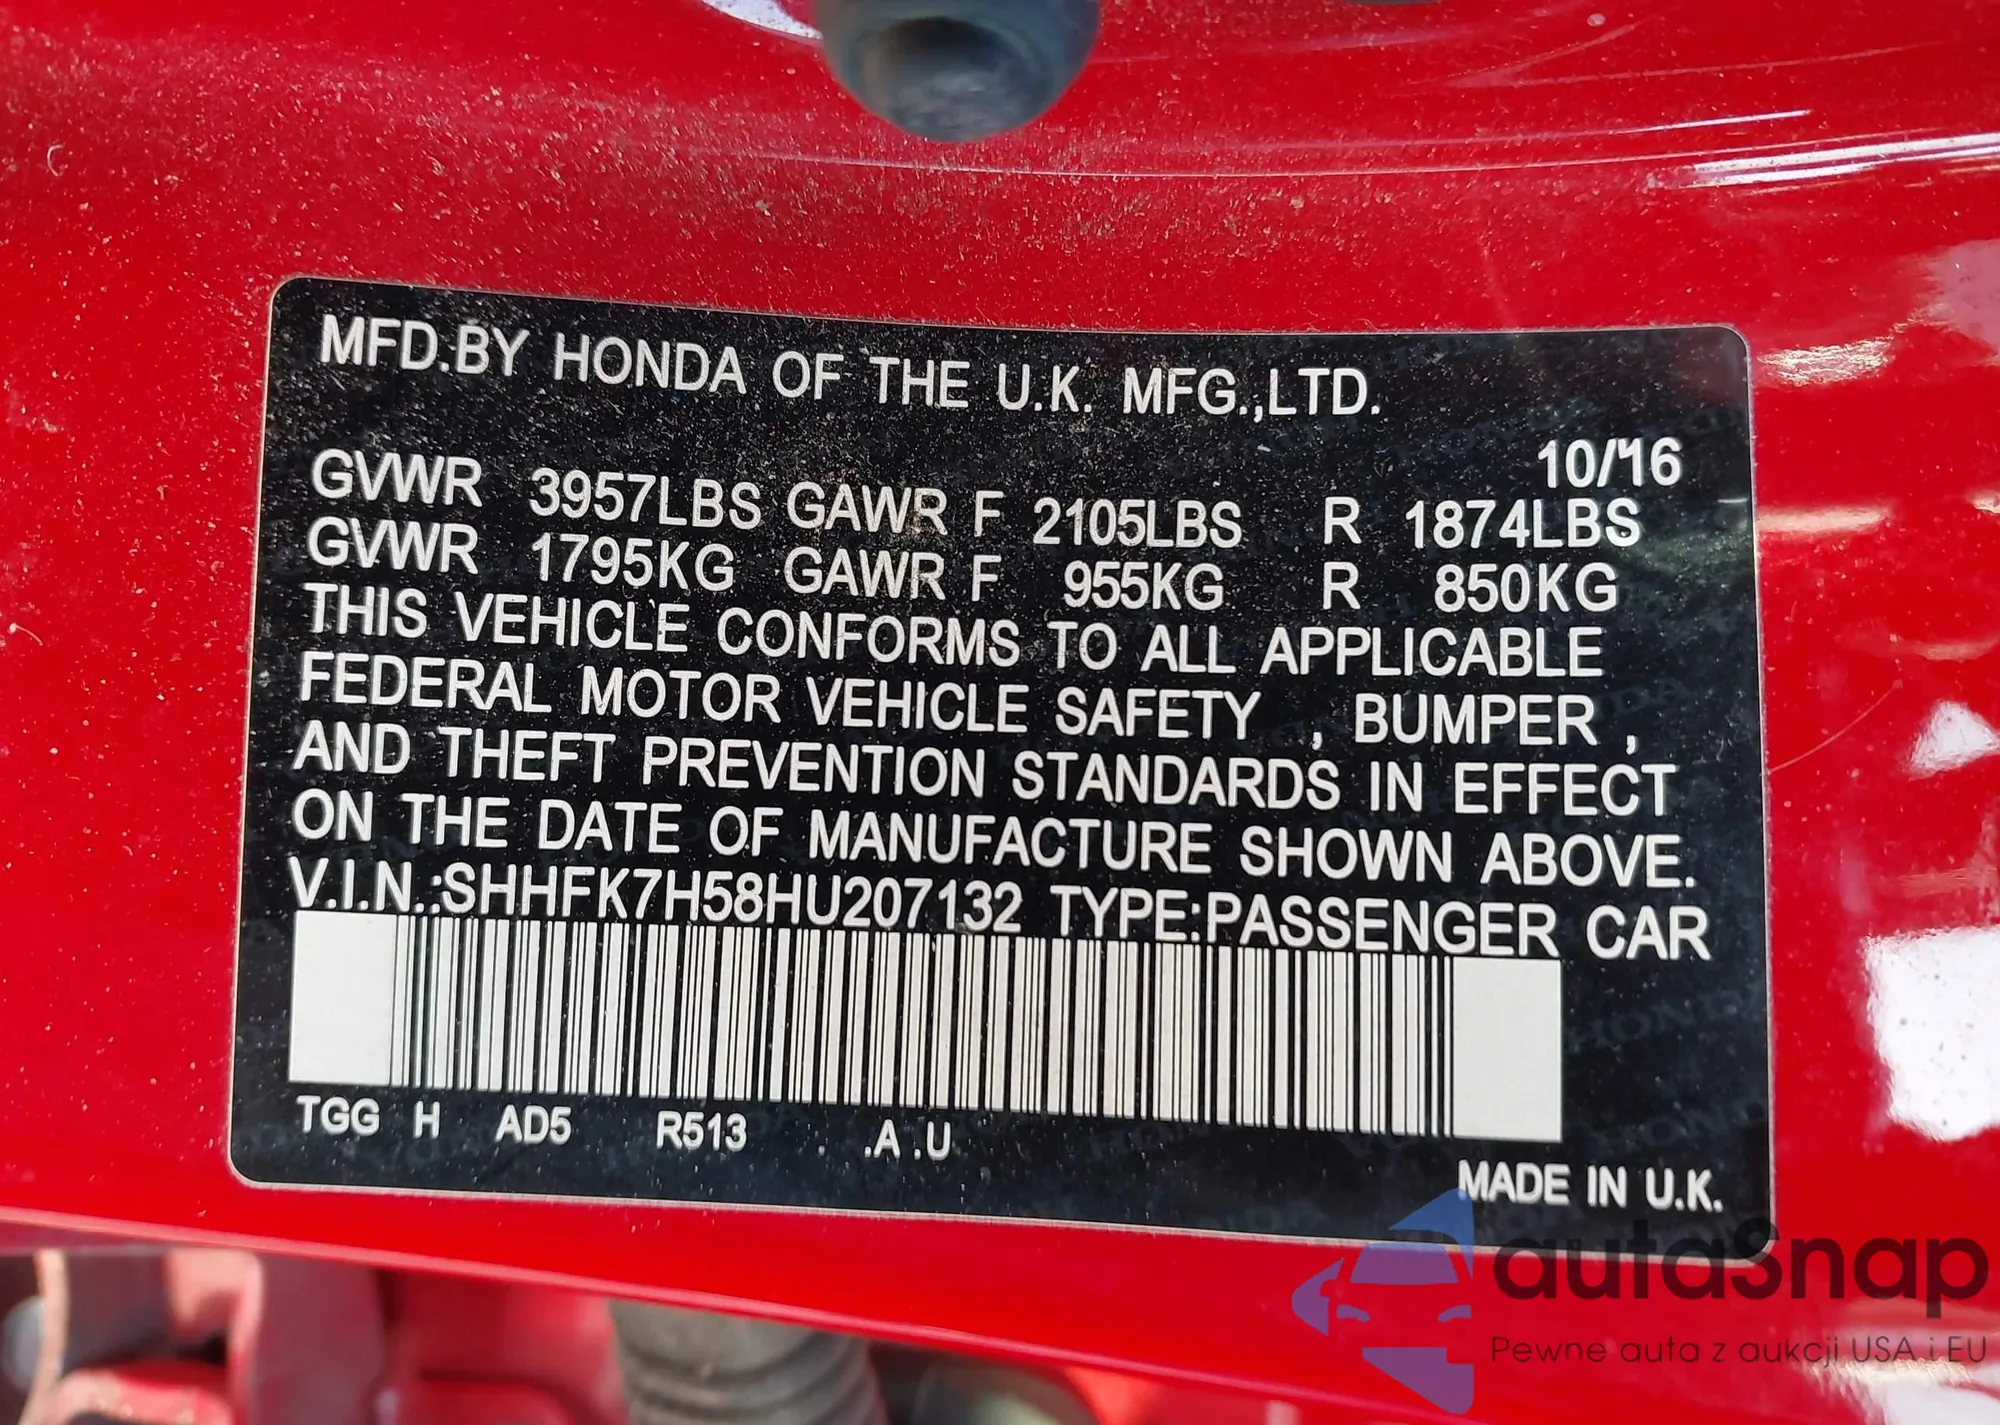 MFD.BY HONDA OF THE U.K. MFG.,LTD.
10/'16
GVWR 3957LBS GAWR F 2105LBS R 1874LBS
GVWR 1795KG GAWR F 955KG R 850KG
THIS VEHICLE CONFORMS TO ALL APPLICABLE
FEDERAL MOTOR VEHICLE SAFETY , BUMPER ,
AND THEFT PREVENTION STANDARDS IN EFFECT
ON THE DATE OF MANUFACTURE SHOWN ABOVE.
V.I.N.:SHHFK7H58HU207132 TYPE:PASSENGER CAR
TGG H AD5 R513 . .A .U
MADE IN U.K.
autaSnap
Pewne auta z aukcji USA i EU